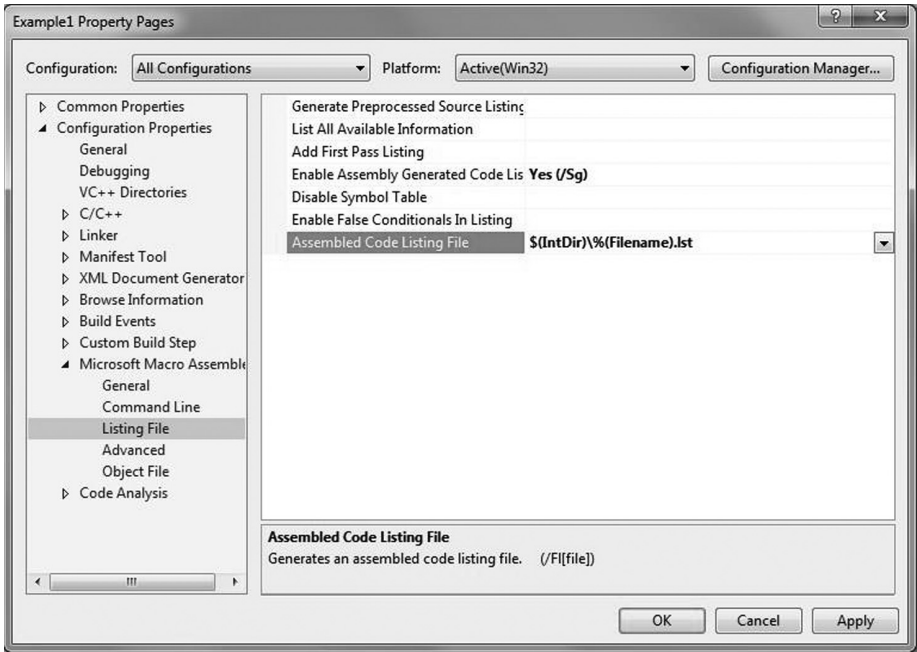 Example1 Property Pages
?
Configuration: All Configurations Platform: Active(Win32) Configuration Manager...
Common Properties
Configuration Properties
General
Debugging
VC++ Directories
C/C++
Linker
Manifest Tool
XML Document Generator
Browse Information
Build Events
Custom Build Step
Microsoft Macro Assemble
General
Command Line
Listing File
Advanced
Object File
Code Analysis
Generate Preprocessed Source Listing
List All Available Information
Add First Pass Listing
Enable Assembly Generated Code Lis Yes (/Sg)
Disable Symbol Table
Enable False Conditionals In Listing
Assembled Code Listing File $(IntDir)\%(Filename).lst
Assembled Code Listing File
Generates an assembled code listing file. (/Fl[file])
OK Cancel Apply